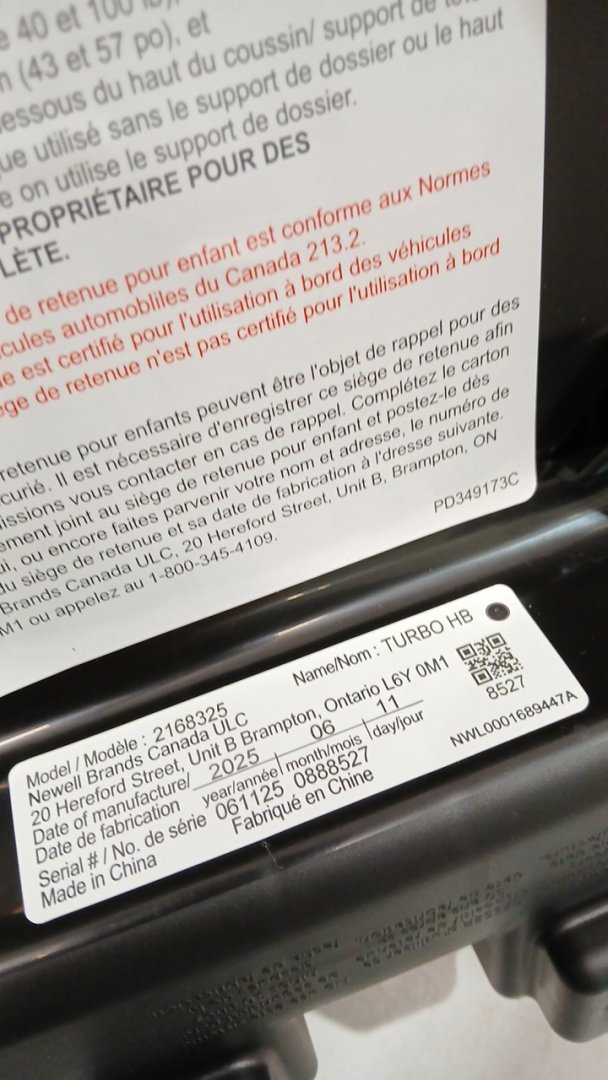 e 40 et 100 lb),
n (43 et 57 po), et
essous du haut du coussin/ support de
ue utilisé sans le support de dossier ou le haut
e on utilise le support de dossier.
PROPRIÉTAIRE POUR DES
LÈTE.
de retenue pour enfant est conforme aux Normes
cules automobliles du Canada 213.2.
e est certifié pour l'utilisation à bord des véhicules
ège de retenue n'est pas certifié pour l'utilisation à bord
retenue pour enfants peuvent être l'objet de rappel pour des
curié. Il est nécessaire d'enregistrer ce siège de retenue afin
issions vous contacter en cas de rappel. Complétez le carton
ement joint au siège de retenue pour enfant et postez-le dès
ui, ou encore faites parvenir votre nom et adresse, le numéro de
du siège de retenue et sa date de fabrication à l'dresse suivante.
Brands Canada ULC, 20 Hereford Street, Unit B, Brampton, ON
M1 ou appelez au 1-800-345-4109.
PD349173C
Model / Modèle : 2168325 Name/Nom : TURBO HB
Newell Brands Canada ULC
20 Hereford Street, Unit B Brampton, Ontario L6Y 0M1
Date of manufacture/ 2025 06 11
Date de fabrication year/année month/mois day/jour
Serial # / No. de série 061125 0888527
Made in China Fabriqué en Chine
8527
NWL0001689447A